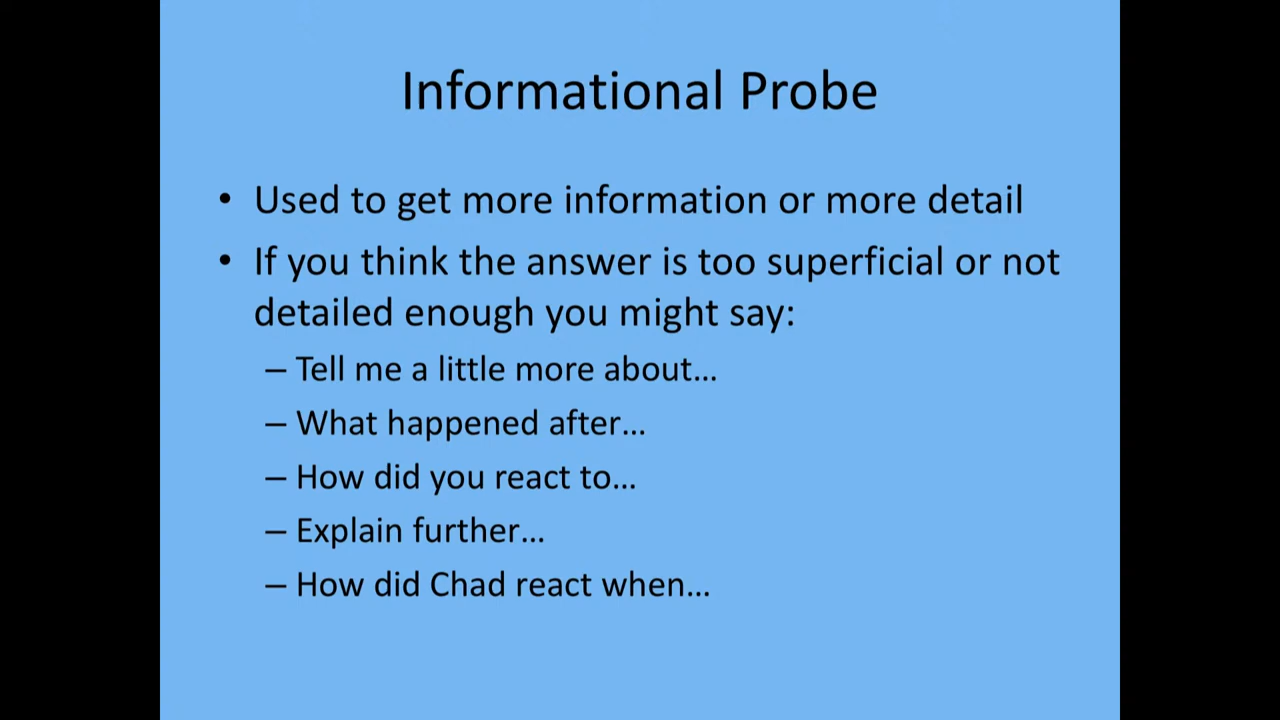 Informational Probe
• Used to get more information or more detail
• If you think the answer is too superficial or not
detailed enough you might say:
– Tell me a little more about…
– What happened after…
– How did you react to…
– Explain further…
– How did Chad react when…